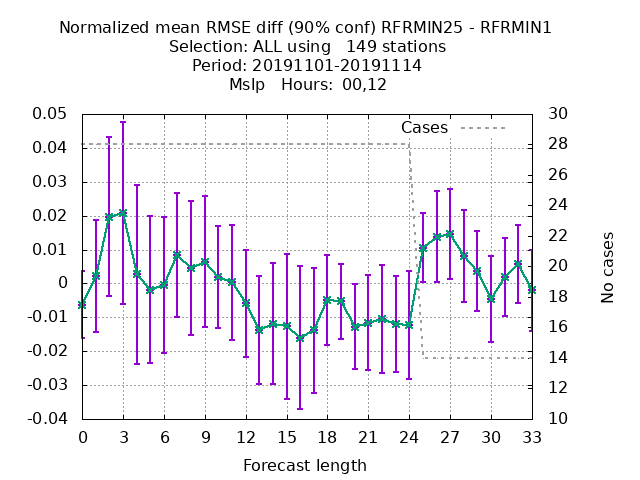 Normalized mean RMSE diff (90% conf) RFRMIN25 - RFRMIN1
Selection: ALL using   149 stations
Period: 20191101-20191114
Mslp   Hours: 00,12
Cases
0.05
0.04
0.03
0.02
0.01
0
-0.01
-0.02
-0.03
-0.04
30
28
26
24
22
20
18
16
14
12
10
No cases
0 3 6 9 12 15 18 21 24 27 30 33
Forecast length